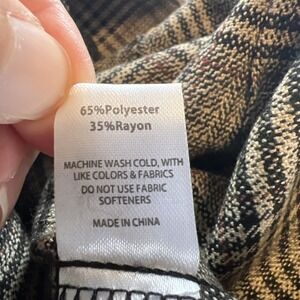 65%Polyester
35%Rayon
MACHINE WASH COLD, WITH
LIKE COLORS & FABRICS
DO NOT USE FABRIC
SOFTENERS
MADE IN CHINA